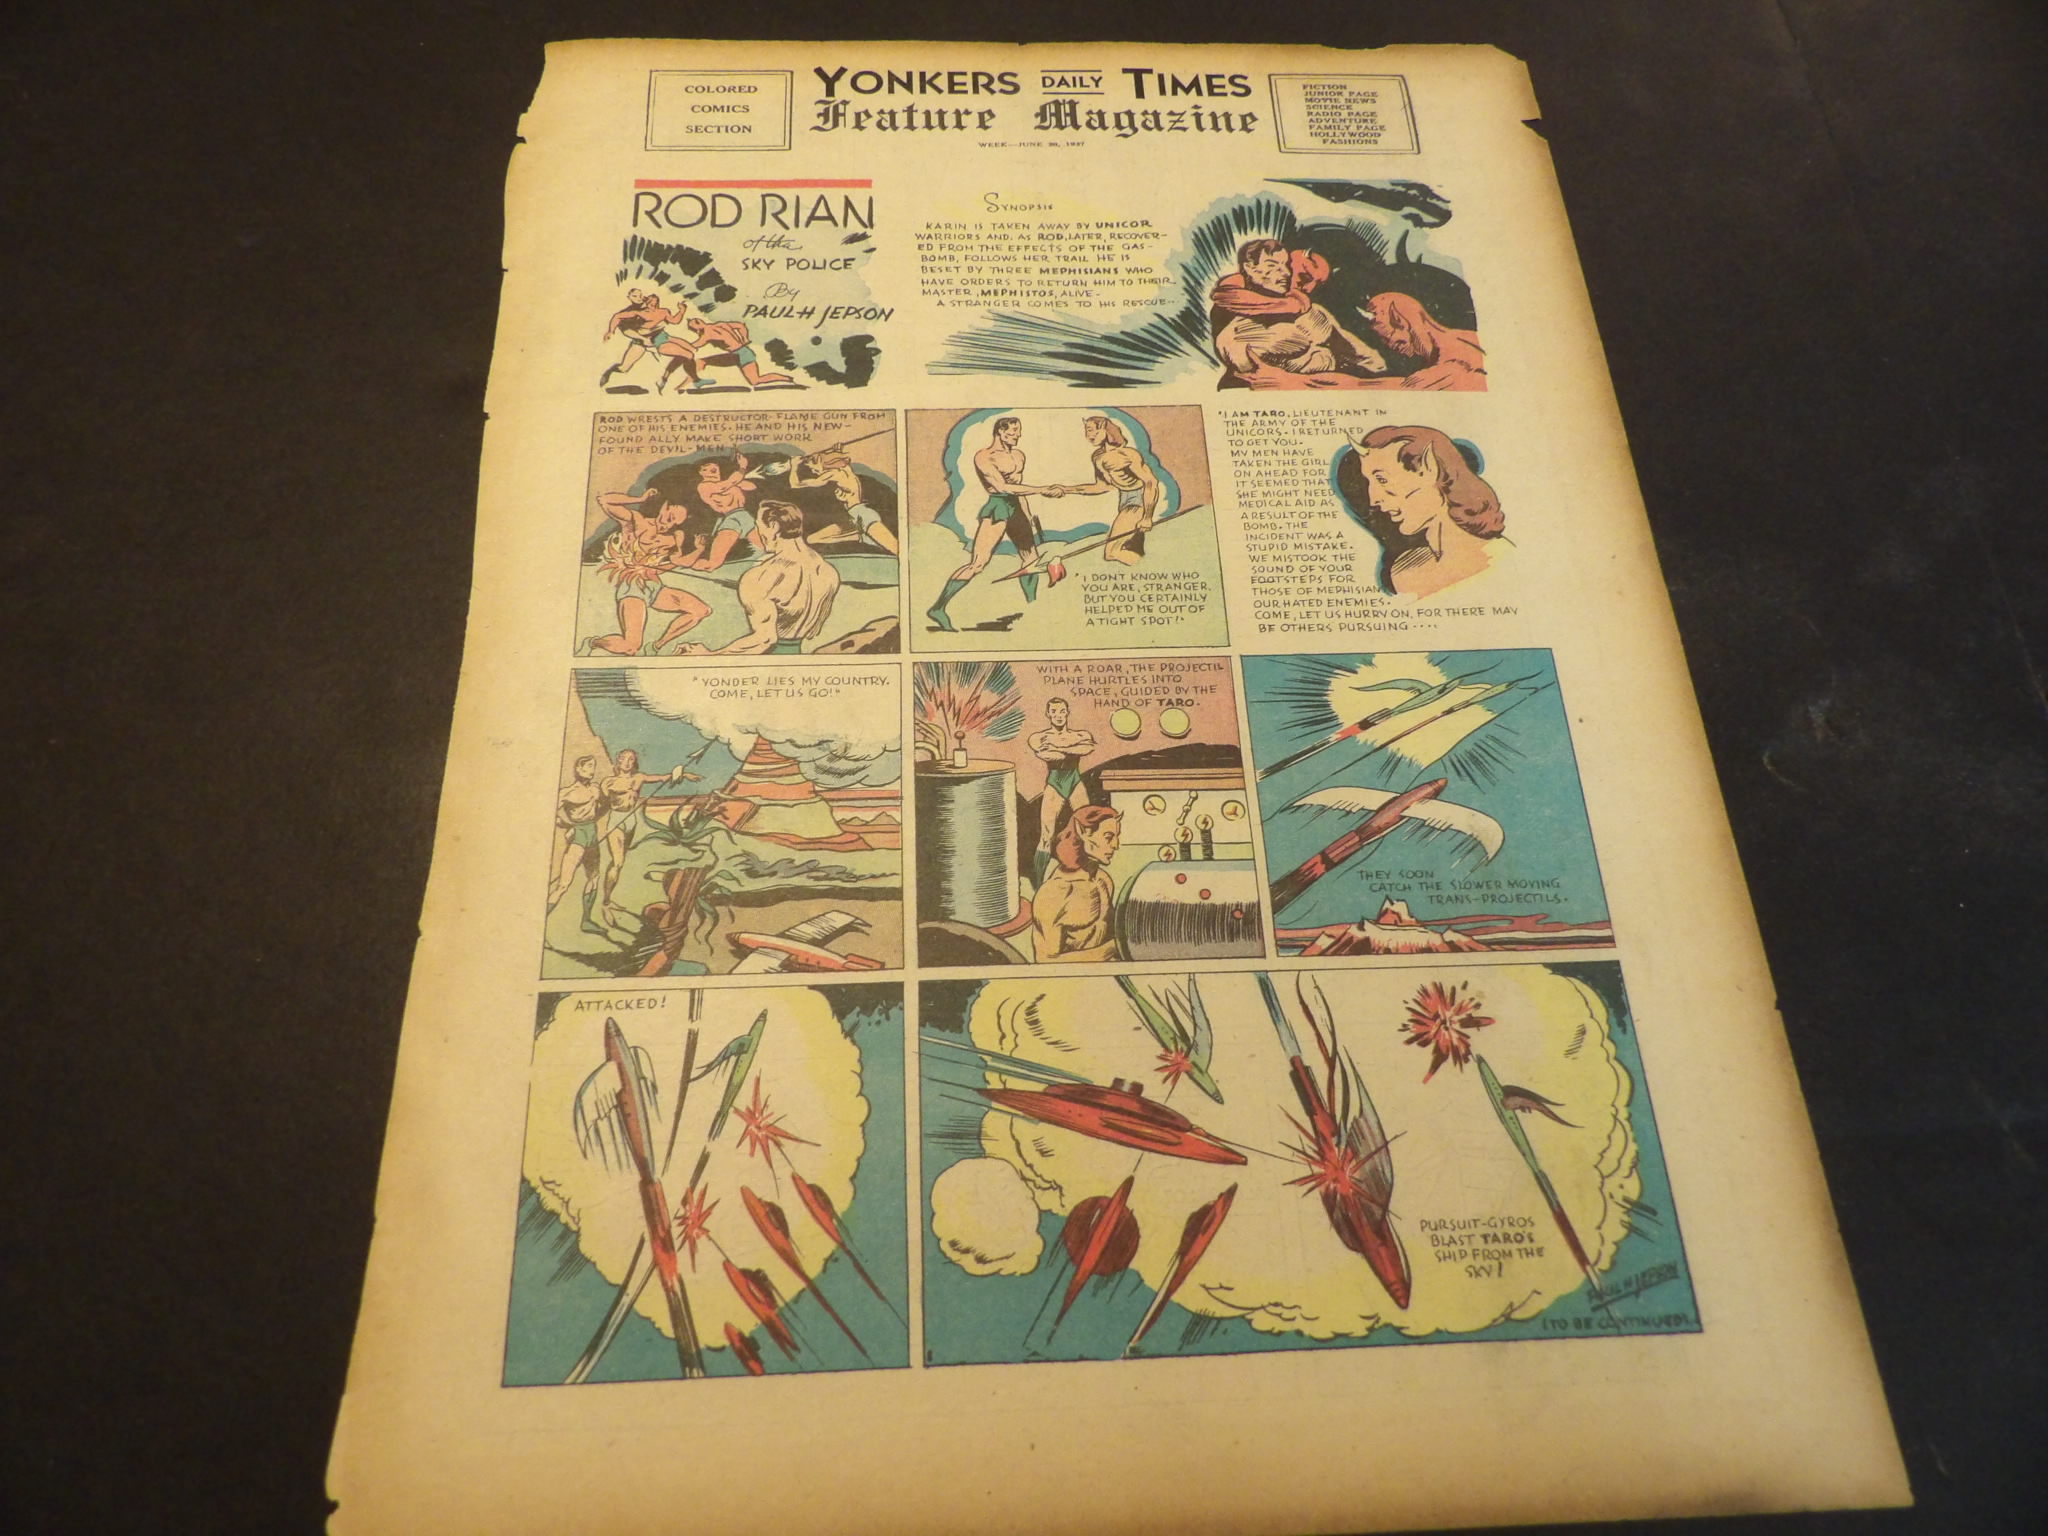 COLORED
COMICS
SECTION
YONKERS DAILY TIMES
Feature Magazine
WEEK—JUNE 20, 1937
FICTION
JUNIOR PAGE
MOVIE NEWS
SCIENCE
RADIO PAGE
ADVENTURE
FAMILY PAGE
HOLLYWOOD
FASHIONS
ROD RIAN
of the
SKY POLICE
By
PAUL H JEPSON
SYNOPSIS
KARIN IS TAKEN AWAY BY UNICOR
WARRIORS AND, AS ROD, LATER, RECOVER-
ED FROM THE EFFECTS OF THE GAS-
BOMB, FOLLOWS HER TRAIL HE IS
BESET BY THREE MEPHISIANS WHO
HAVE ORDERS TO RETURN HIM TO THEIR
MASTER, MEPHISTOS, ALIVE-
A STRANGER COMES TO HIS RESCUE...
ROD WRESTS A DESTRUCTOR-FLAME GUN FROM
ONE OF HIS ENEMIES. HE AND HIS NEW-
FOUND ALLY MAKE SHORT WORK
OF THE DEVIL-MEN-
"I DON'T KNOW WHO
YOU ARE, STRANGER,
BUT YOU CERTAINLY
HELPED ME OUT OF
A TIGHT SPOT!"
"I AM TARO, LIEUTENANT IN
THE ARMY OF THE
UNICORS. I RETURNED
TO GET YOU.
MY MEN HAVE
TAKEN THE GIRL
ON AHEAD FOR
IT SEEMED THAT
SHE MIGHT NEED
MEDICAL AID AS
A RESULT OF THE
BOMB. THE
INCIDENT WAS A
STUPID MISTAKE.
WE MISTOOK THE
SOUND OF YOUR
FOOTSTEPS FOR
THOSE OF MEPHISIAN
OUR HATED ENEMIES.
COME, LET US HURRY ON, FOR THERE MAY
BE OTHERS PURSUING....
"YONDER LIES MY COUNTRY.
COME, LET US GO!"
WITH A ROAR, THE PROJECTIL
PLANE HURTLES INTO
SPACE, GUIDED BY THE
HAND OF TARO.
THEY SOON
CATCH THE SLOWER MOVING
TRANS-PROJECTILS.
ATTACKED!
PURSUIT-GYROS
BLAST TARO'S
SHIP FROM THE
SKY!
PAUL H JEPSON
(TO BE CONTINUED)